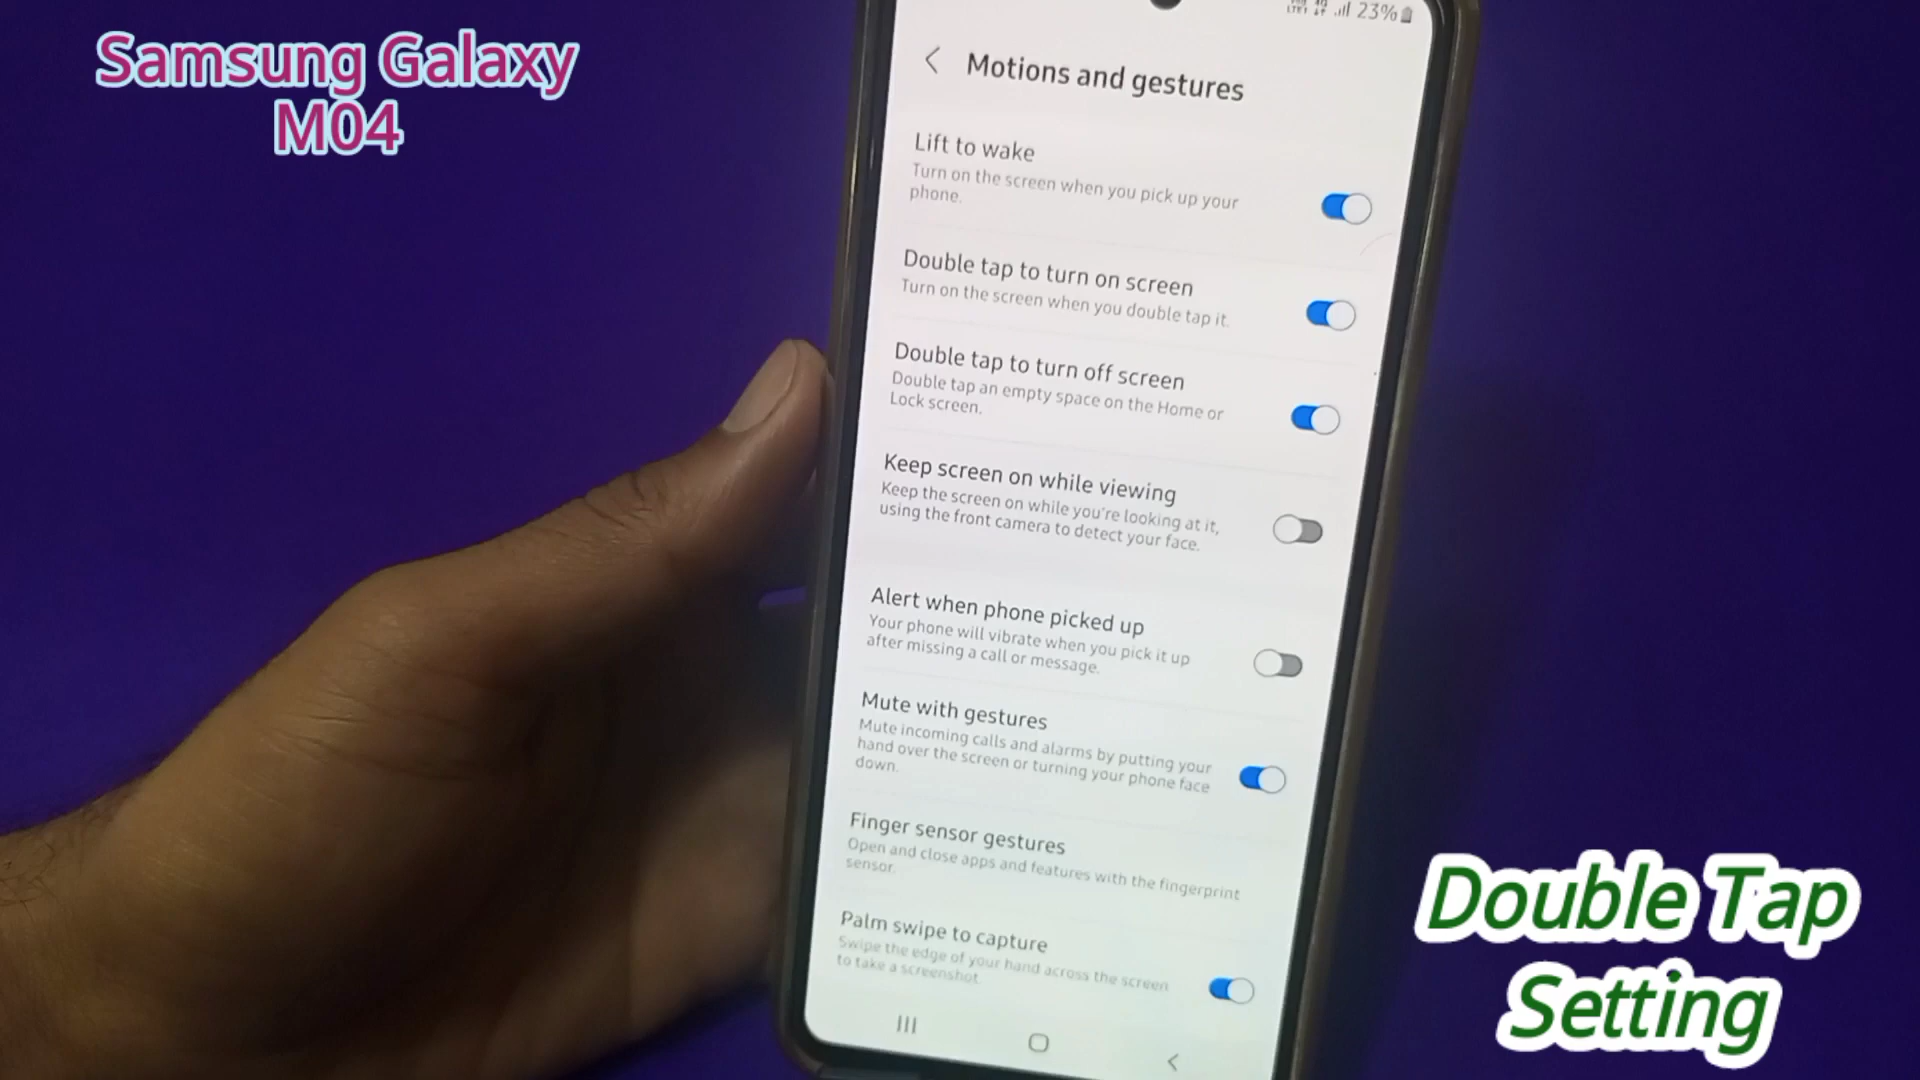 Samsung Galaxy
M04
23%
Motions and gestures
Lift to wake
Turn on the screen when you pick up your
phone.
Double tap to turn on screen
Turn on the screen when you double tap it.
Double tap to turn off screen
Double tap an empty space on the Home or
Lock screen.
Keep screen on while viewing
Keep the screen on while you're looking at it,
using the front camera to detect your face.
Alert when phone picked up
Your phone will vibrate when you pick it up
after missing a call or message.
Mute with gestures
Mute incoming calls and alarms by putting your
hand over the screen or turning your phone face
down.
Finger sensor gestures
Open and close apps and features with the fingerprint
sensor.
Palm swipe to capture
Swipe the edge of your hand across the screen
to take a screenshot.
Double Tap
Setting